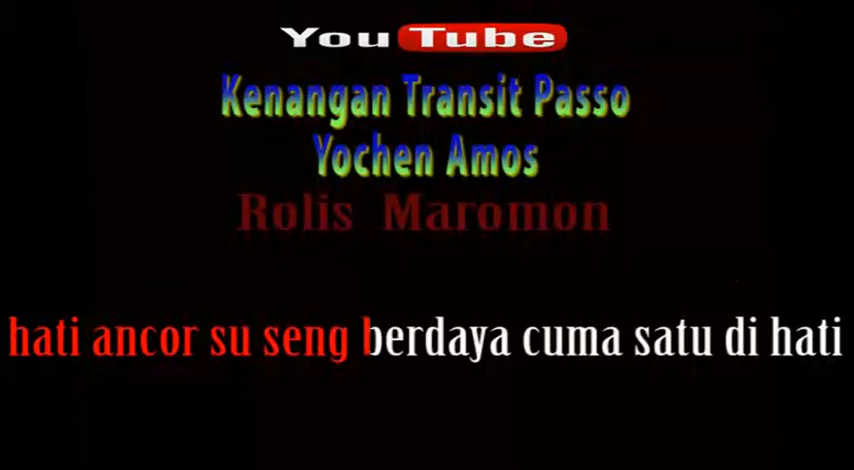 YouTube
Kenangan Transit Passo
Yochen Amos
Rolis Maromon
hati ancor su seng berdaya cuma satu di hati